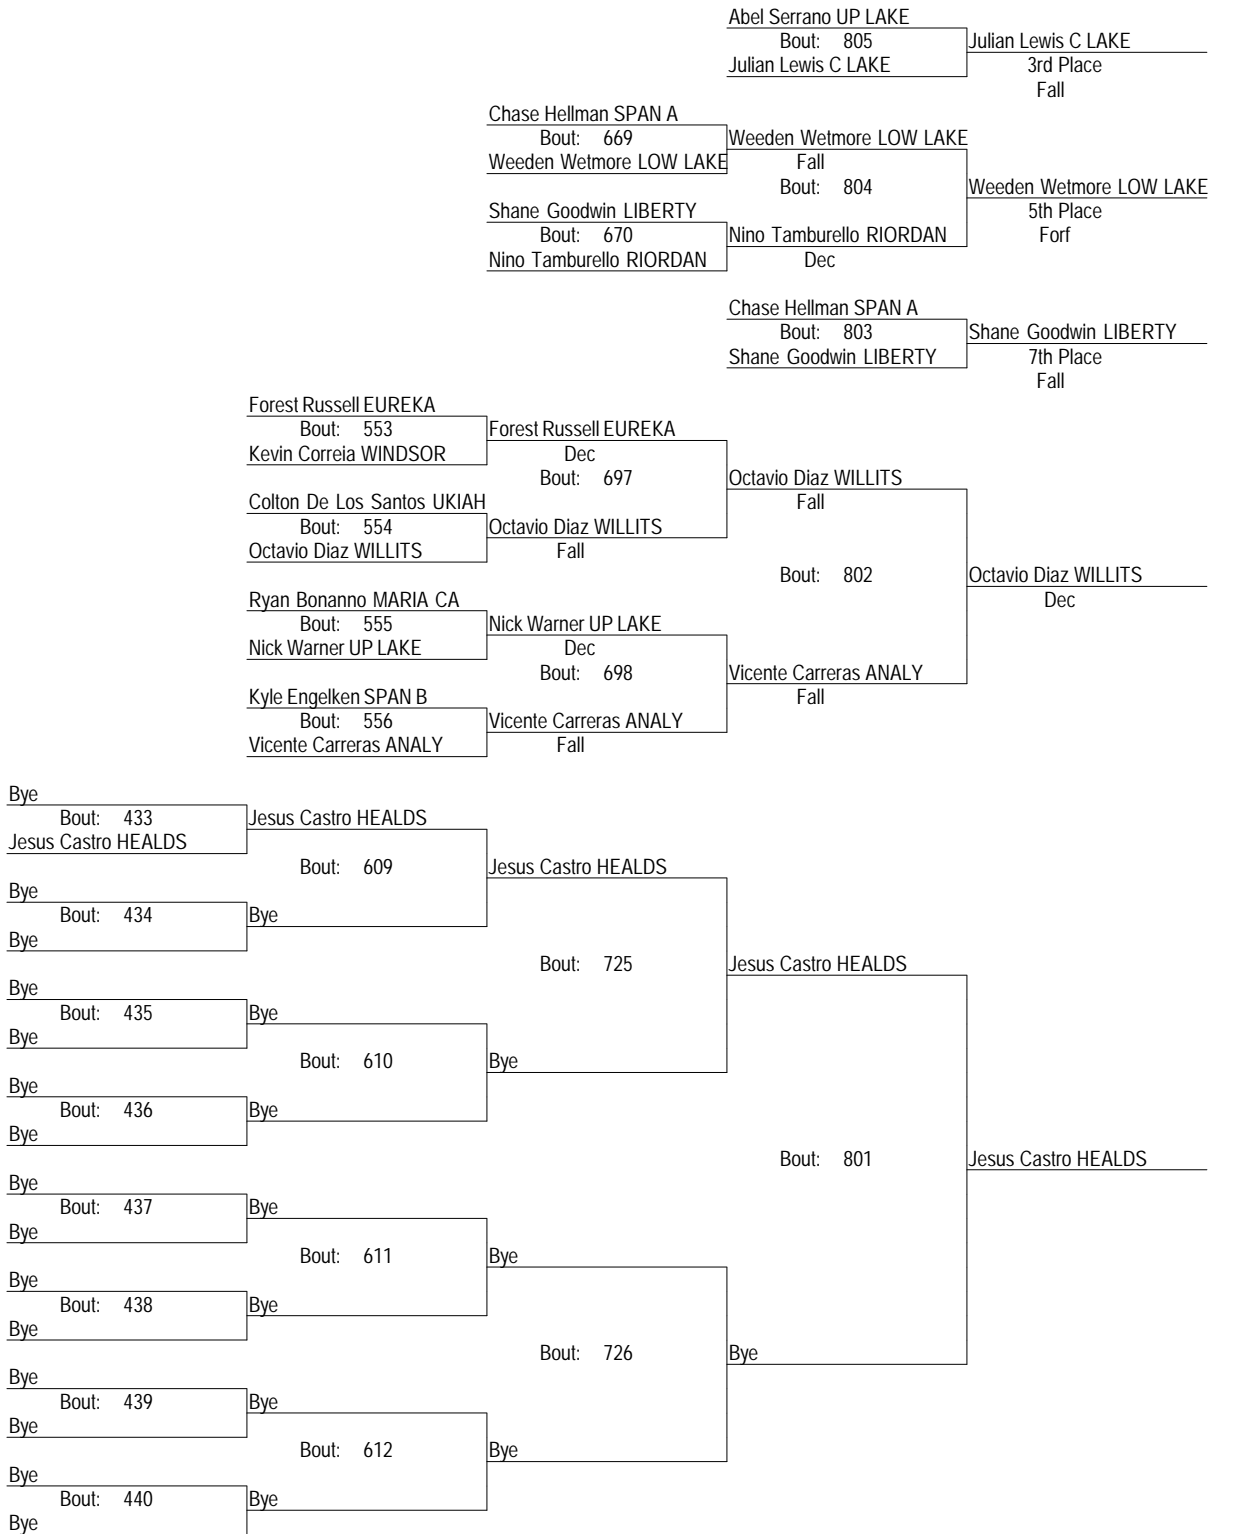 Abel Serrano UP LAKE
Bout: 805 Julian Lewis C LAKE
Julian Lewis C LAKE 3rd Place
Fall
Chase Hellman SPAN A
Bout: 669 Weeden Wetmore LOW LAKE
Weeden Wetmore LOW LAKE Fall
Bout: 804 Weeden Wetmore LOW LAKE
Shane Goodwin LIBERTY 5th Place
Bout: 670 Nino Tamburello RIORDAN Forf
Nino Tamburello RIORDAN Dec
Chase Hellman SPAN A
Bout: 803 Shane Goodwin LIBERTY
Shane Goodwin LIBERTY 7th Place
Fall
Forest Russell EUREKA
Bout: 553 Forest Russell EUREKA
Kevin Correia WINDSOR Dec
Bout: 697 Octavio Diaz WILLITS
Colton De Los Santos UKIAH Fall
Bout: 554 Octavio Diaz WILLITS
Octavio Diaz WILLITS Fall
Bout: 802 Octavio Diaz WILLITS
Ryan Bonanno MARIA CA Dec
Bout: 555 Nick Warner UP LAKE
Nick Warner UP LAKE Dec
Bout: 698 Vicente Carreras ANALY
Kyle Engelken SPAN B Fall
Bout: 556 Vicente Carreras ANALY
Vicente Carreras ANALY Fall
Bye
Bout: 433 Jesus Castro HEALDS
Jesus Castro HEALDS
Bout: 609 Jesus Castro HEALDS
Bye
Bout: 434 Bye
Bye
Bout: 725 Jesus Castro HEALDS
Bye
Bout: 435 Bye
Bye
Bout: 610 Bye
Bye
Bout: 436 Bye
Bye
Bout: 801 Jesus Castro HEALDS
Bye
Bout: 437 Bye
Bye
Bout: 611 Bye
Bye
Bout: 438 Bye
Bye
Bout: 726 Bye
Bye
Bout: 439 Bye
Bye
Bout: 612 Bye
Bye
Bout: 440 Bye
Bye